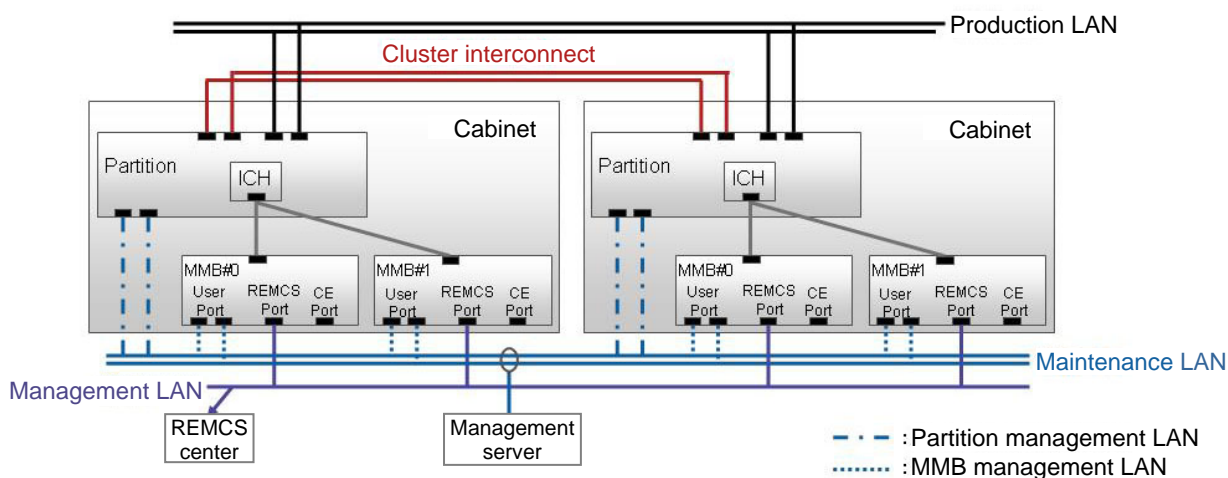 Production LAN
Cluster interconnect
Cabinet
Cabinet
Partition
ICH
Partition
ICH
MMB#0
User
Port
REMCS
Port
CE
Port
MMB#1
User
Port
REMCS
Port
CE
Port
MMB#0
User
Port
REMCS
Port
CE
Port
MMB#1
User
Port
REMCS
Port
CE
Port
Maintenance LAN
Management LAN
REMCS
center
Management
server
:Partition management LAN
:MMB management LAN